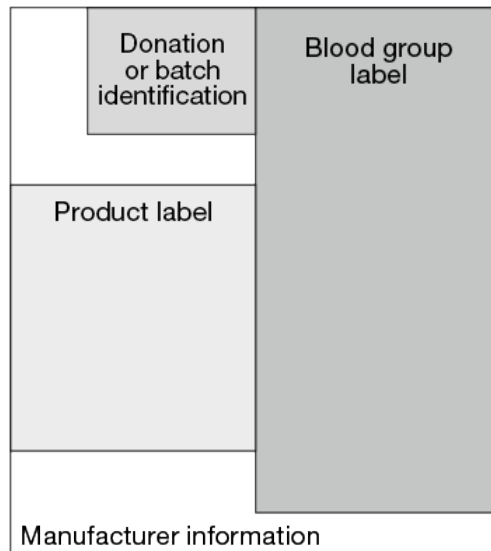 Donation
or batch
identification
Blood group
label
Product label
Manufacturer information